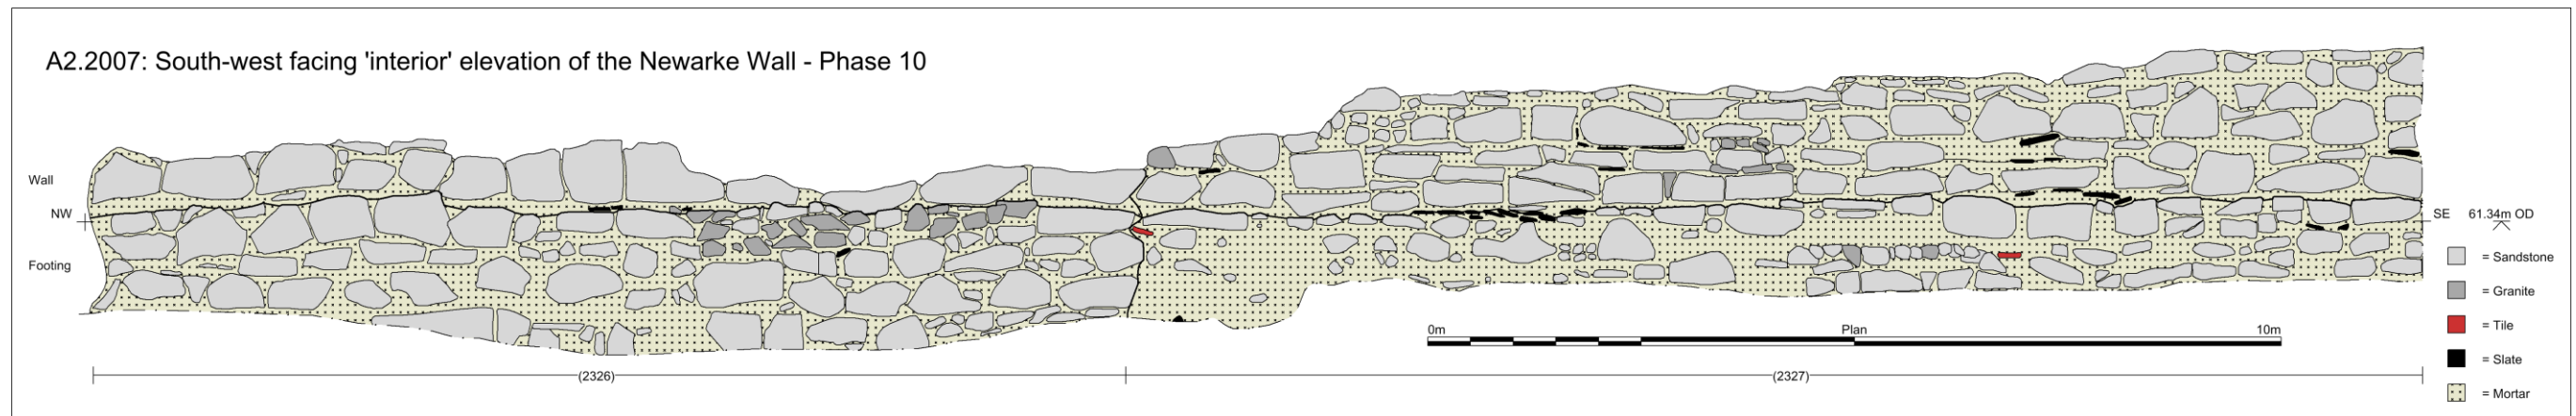 A2.2007: South-west facing 'interior' elevation of the Newarke Wall - Phase 10
Wall
NW
Footing
SE 61.34m OD
= Sandstone
= Granite
= Tile
= Slate
= Mortar
0m Plan 10m
(2326) (2327)